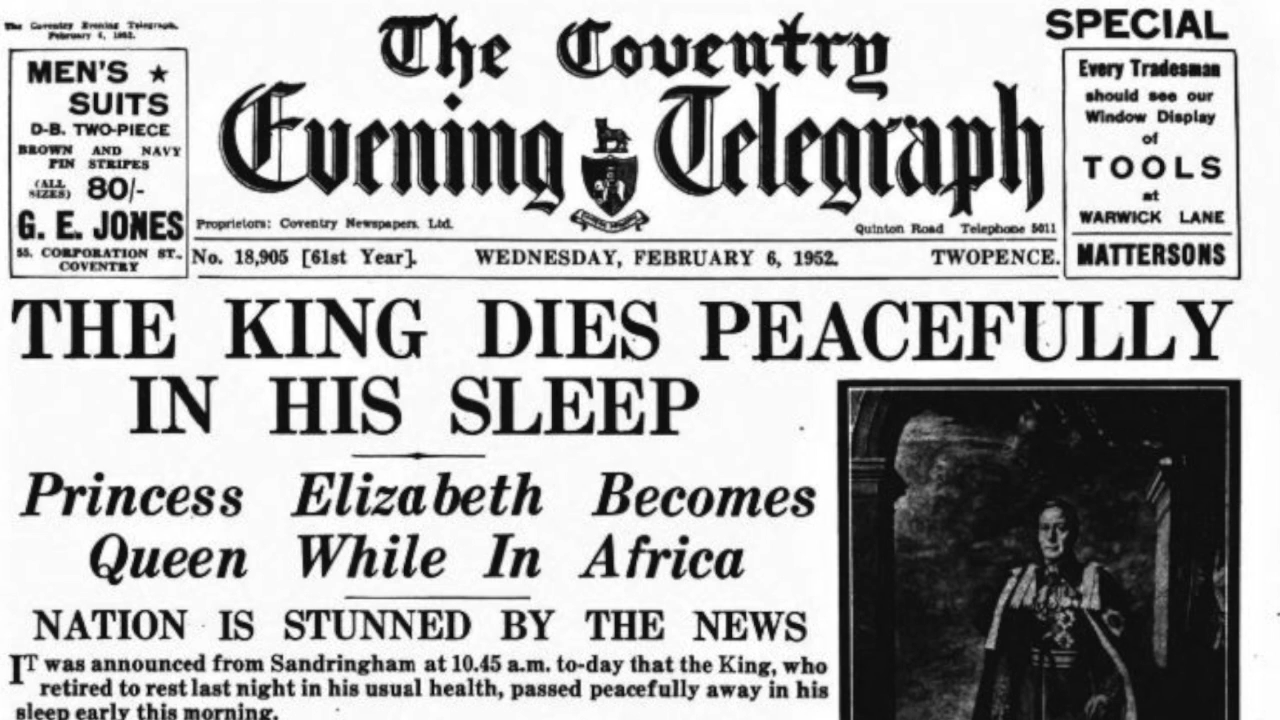 The Coventry Evening Telegraph,
February 6, 1952.
MEN'S ★
SUITS
D-B. TWO-PIECE
BROWN AND NAVY
PIN STRIPES
(ALL
SIZES) 80/-
G. E. JONES
55, CORPORATION ST.,
COVENTRY
The Coventry
Evening Telegraph
Proprietors: Coventry Newspapers, Ltd.
Quinton Road Telephone 5011
No. 18,905 [61st Year].
WEDNESDAY, FEBRUARY 6, 1952.
TWOPENCE.
SPECIAL
Every Tradesman
should see our
Window Display
of
TOOLS
at
WARWICK LANE
MATTERSONS
THE KING DIES PEACEFULLY
IN HIS SLEEP
Princess Elizabeth Becomes
Queen While In Africa
NATION IS STUNNED BY THE NEWS
IT was announced from Sandringham at 10.45 a.m. to-day that the King, who
retired to rest last night in his usual health, passed peacefully away in his
sleep early this morning.